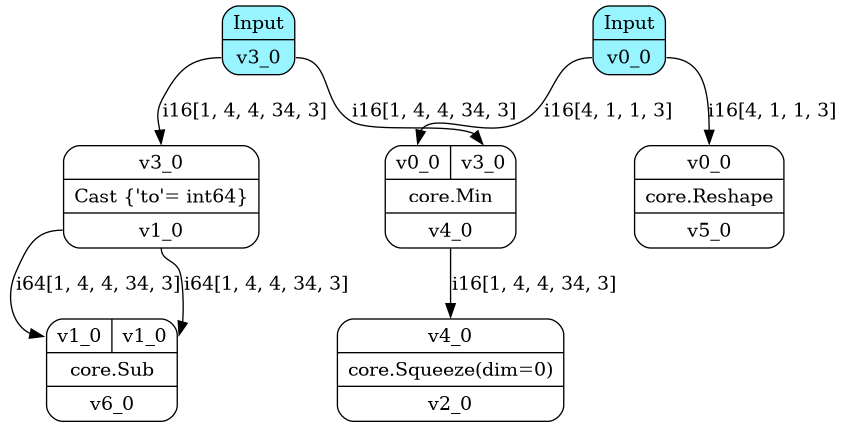 Input
v3_0
Input
v0_0
i16[1, 4, 4, 34, 3]
i16[1, 4, 4, 34, 3]
i16[4, 1, 1, 3]
i16[4, 1, 1, 3]
v3_0
Cast {'to'= int64}
v1_0
v0_0 v3_0
core.Min
v4_0
v0_0
core.Reshape
v5_0
i64[1, 4, 4, 34, 3]
i64[1, 4, 4, 34, 3]
i16[1, 4, 4, 34, 3]
v1_0 v1_0
core.Sub
v6_0
v4_0
core.Squeeze(dim=0)
v2_0